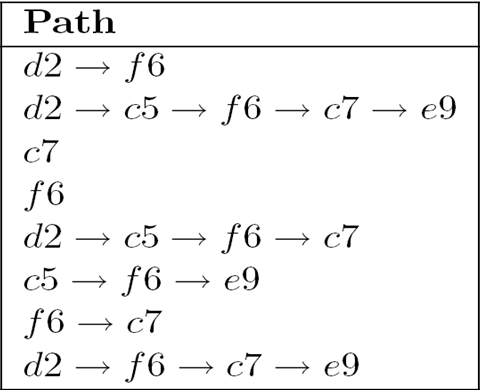 Path
d2 → f6
d2 → c5 → f6 → c7 → e9
c7
f6
d2 → c5 → f6 → c7
c5 → f6 → e9
f6 → c7
d2 → f6 → c7 → e9